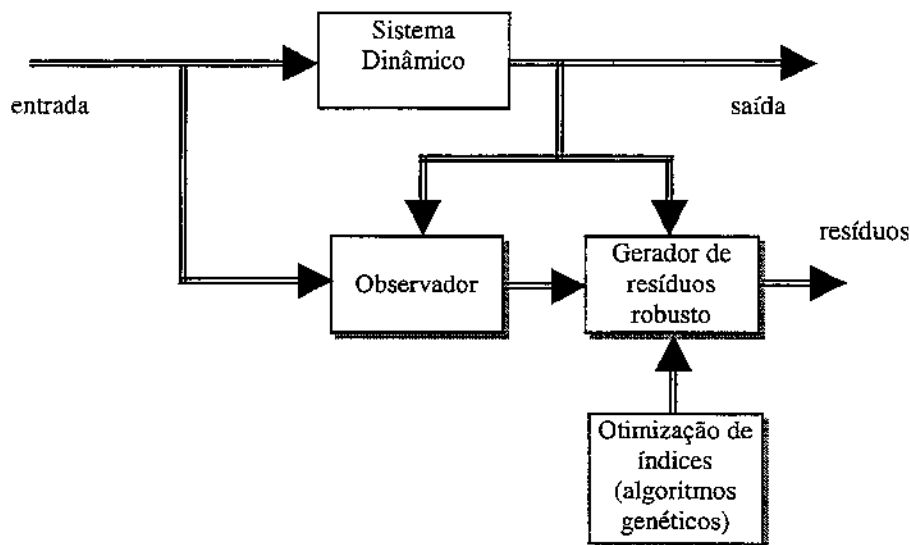 Sistema
Dinâmico
entrada
saída
resíduos
Observador
Gerador de
resíduos
robusto
Otimização de
índices
(algoritmos
genéticos)